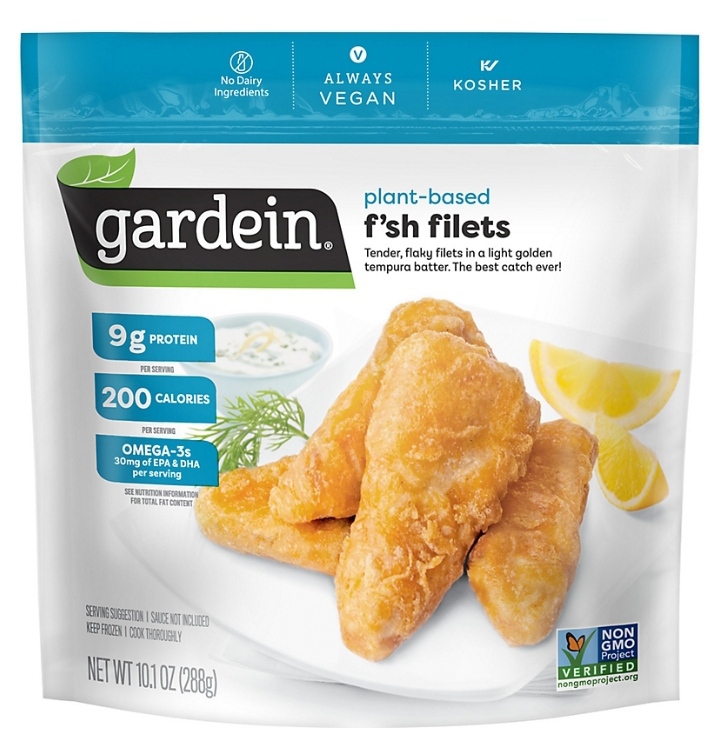 No Dairy
Ingredients
V
ALWAYS
VEGAN
K
KOSHER
gardein®
plant-based
f'sh filets
Tender, flaky filets in a light golden
tempura batter. The best catch ever!
9g PROTEIN
PER SERVING
200 CALORIES
PER SERVING
OMEGA-3s
30mg of EPA & DHA
per serving
SEE NUTRITION INFORMATION
FOR TOTAL FAT CONTENT
SERVING SUGGESTION | SAUCE NOT INCLUDED
KEEP FROZEN | COOK THOROUGHLY
NET WT 10.1 OZ (288g)
NON
GMO
Project
VERIFIED
nongmoproject.org